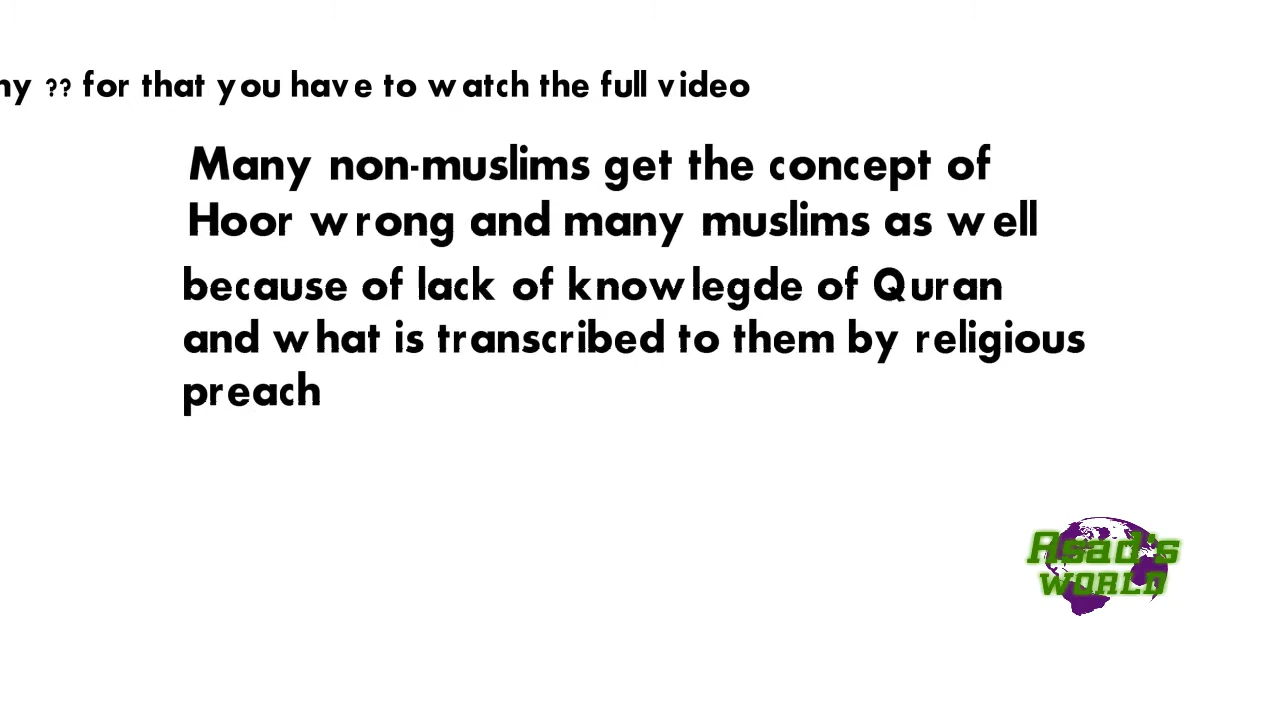 ?? for that you have to watch the full video
Many non-muslims get the concept of
Hoor wrong and many muslims as well
because of lack of knowlegde of Quran
and what is transcribed to them by religious
preach
Asad's
WORLD